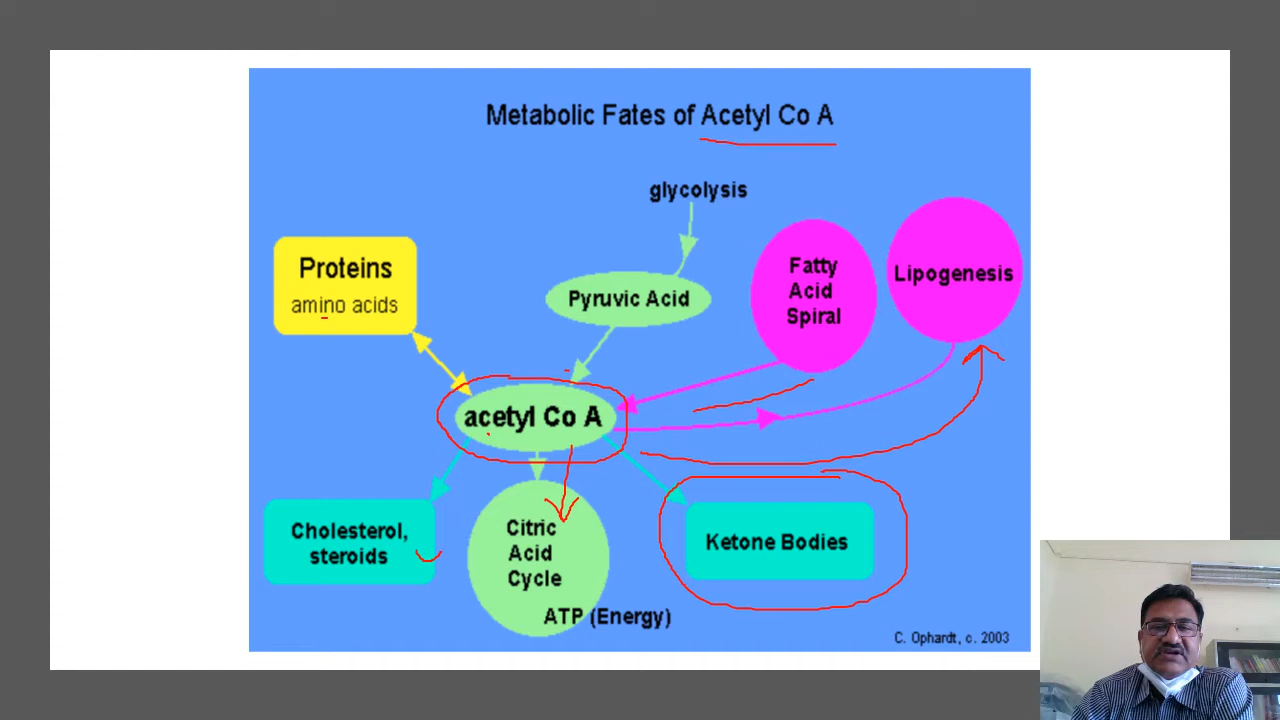 Metabolic Fates of Acetyl Co A
glycolysis
Proteins
amino acids
Pyruvic Acid
Fatty
Acid
Spiral
Lipogenesis
acetyl Co A
Cholesterol,
steroids
Citric
Acid
Cycle
ATP (Energy)
Ketone Bodies
C. Ophardt, c. 2003